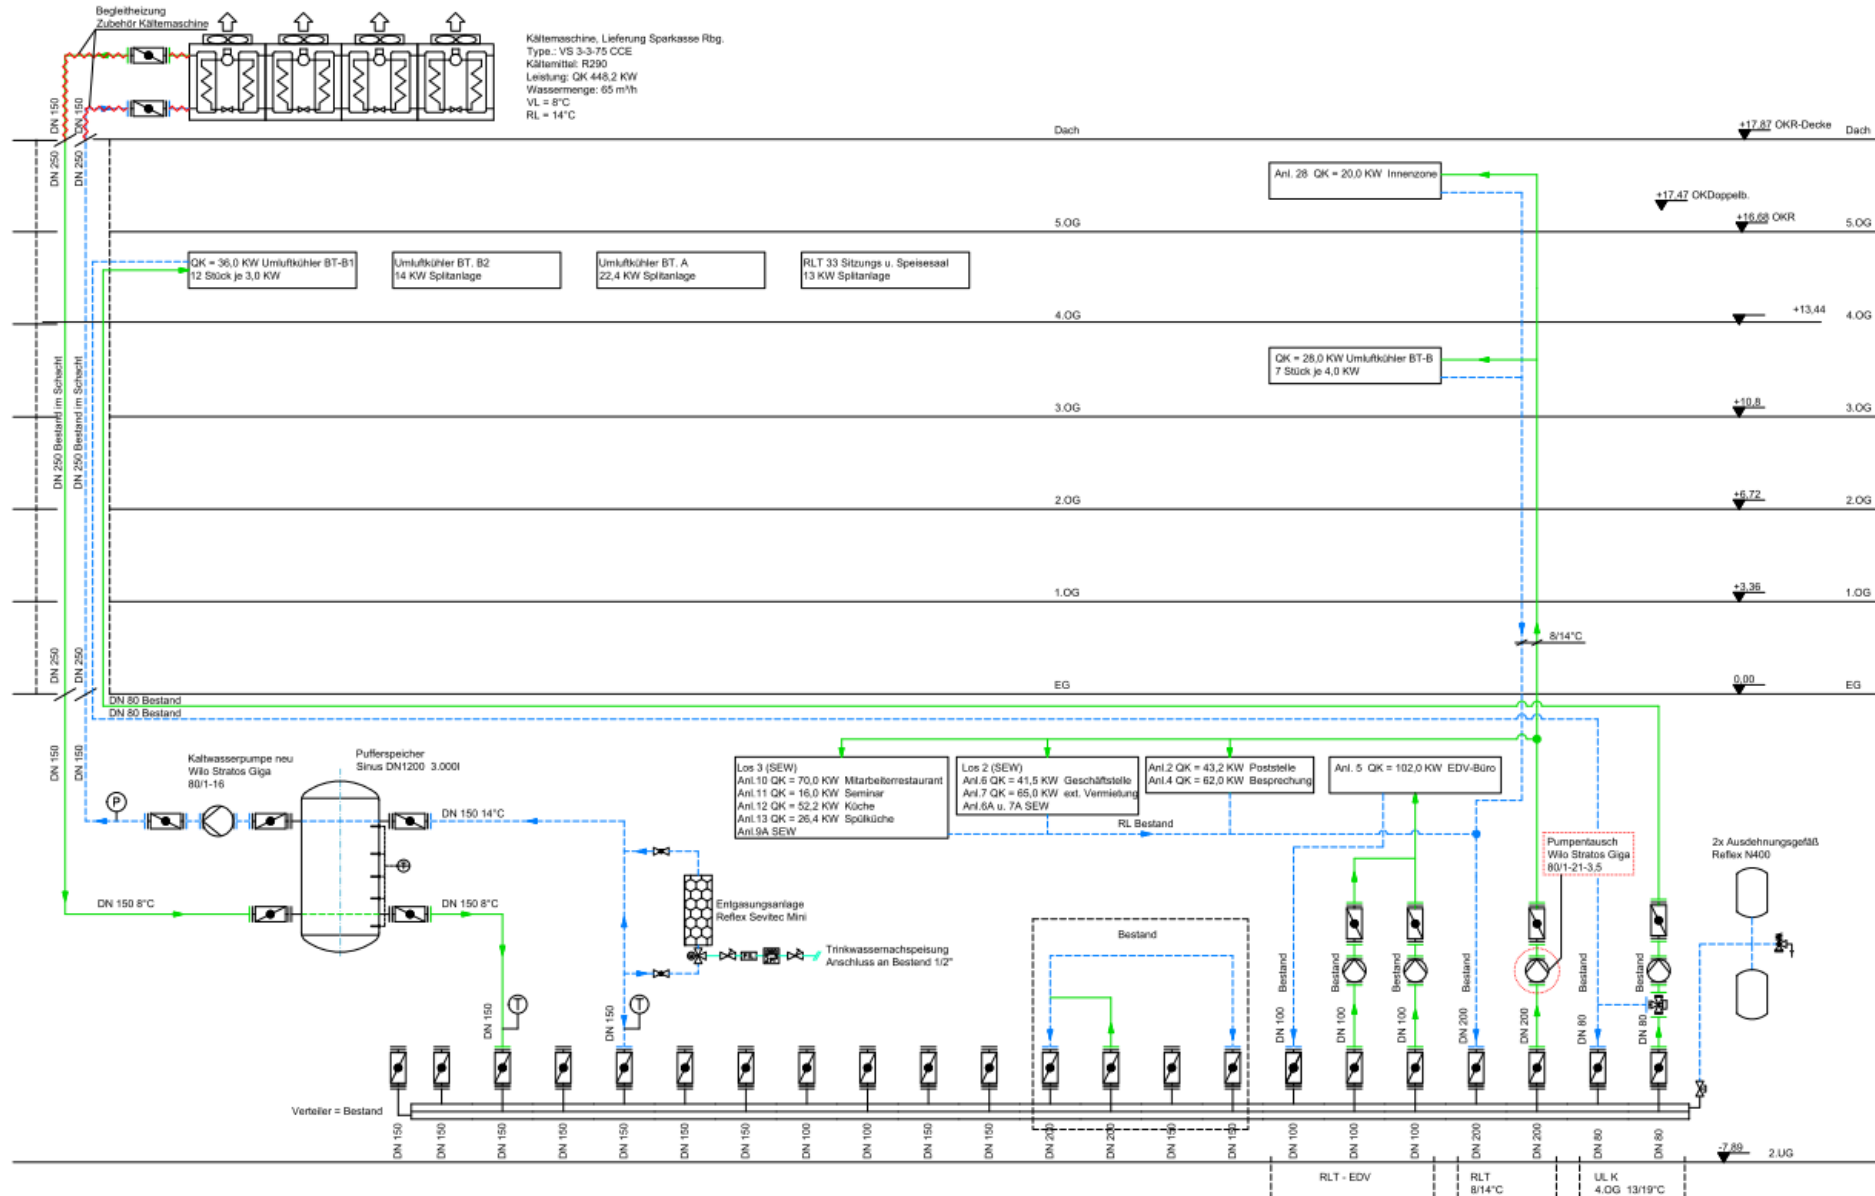 Begleitheizung
Zubehör Kältemaschine
Kältemaschine, Lieferung Sparkasse Rbg.
Type.: VS 3-3-75 CCE
Kältemittel: R290
Leistung: QK 448,2 KW
Wassermenge: 65 m³/h
VL = 8°C
RL = 14°C
DN 150
DN 150
Dach
+17,87 OKR-Decke
Dach
DN 250
DN 250
Anl. 28 QK = 20,0 KW Innenzone
+17,47 OKDoppelb.
5.OG
+16,68 OKR
5.OG
QK = 36,0 KW Umluftkühler BT-B1
12 Stück je 3,0 KW
Umluftkühler BT. B2
14 KW Splitanlage
Umluftkühler BT. A
22,4 KW Splitanlage
RLT 33 Sitzungs u. Speisesaal
13 KW Splitanlage
4.OG
+13,44
4.OG
DN 250 Bestand im Schacht
DN 250 Bestand im Schacht
QK = 28,0 KW Umluftkühler BT-B
7 Stück je 4,0 KW
3.OG
+10,8
3.OG
2.OG
+6,72
2.OG
1.OG
+3,36
1.OG
8/14°C
DN 250
DN 250
EG
0,00
EG
DN 80 Bestand
DN 80 Bestand
DN 150
DN 150
Kaltwasserpumpe neu
Wilo Stratos Giga
80/1-16
Pufferspeicher
Sinus DN1200 3.000l
P
DN 150 14°C
T
DN 150 8°C
DN 150 8°C
Los 3 (SEW)
Anl.10 QK = 70,0 KW Mitarbeiterrestaurant
Anl.11 QK = 16,0 KW Seminar
Anl.12 QK = 52,2 KW Küche
Anl.13 QK = 26,4 KW Spülküche
Anl.9A SEW
Los 2 (SEW)
Anl.6 QK = 41,5 KW Geschäftstelle
Anl.7 QK = 65,0 KW ext. Vermietung
Anl.6A u. 7A SEW
Anl.2 QK = 43,2 KW Poststelle
Anl.4 QK = 62,0 KW Besprechung
Anl. 5 QK = 102,0 KW EDV-Büro
RL Bestand
Pumpentausch
Wilo Stratos Giga
80/1-21-3,5
2x Ausdehnungsgefäß
Reflex N400
Entgasungsanlage
Reflex Sevitec Mini
Trinkwassernachspeisung
Anschluss an Bestend 1/2"
Bestand
T
T
DN 150
DN 150
Bestand
Bestand
Bestand
Bestand
Bestand
Bestand
Bestand
DN 100
DN 100
DN 100
DN 200
DN 200
DN 80
DN 80
Verteiler = Bestand
DN 150
DN 150
DN 150
DN 150
DN 150
DN 150
DN 150
DN 100
DN 100
DN 150
DN 150
DN 200
DN 200
DN 150
DN 150
DN 100
DN 100
DN 100
DN 200
DN 200
DN 80
DN 80
-7,89
2.UG
RLT - EDV
RLT
8/14°C
UL K
4.OG 13/19°C